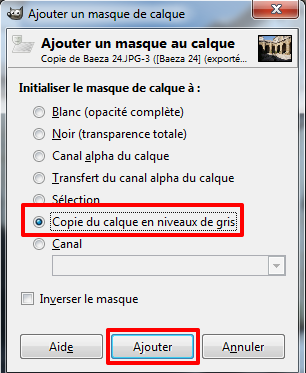 Ajouter un masque de calque
Ajouter un masque au calque
Copie de Baeza 24.JPG-3 ([Baeza 24] (exporté...
Initialiser le masque de calque à :
Blanc (opacité complète)
Noir (transparence totale)
Canal alpha du calque
Transfert du canal alpha du calque
Sélection
Copie du calque en niveaux de gris
Canal
Inverser le masque
Aide
Ajouter
Annuler